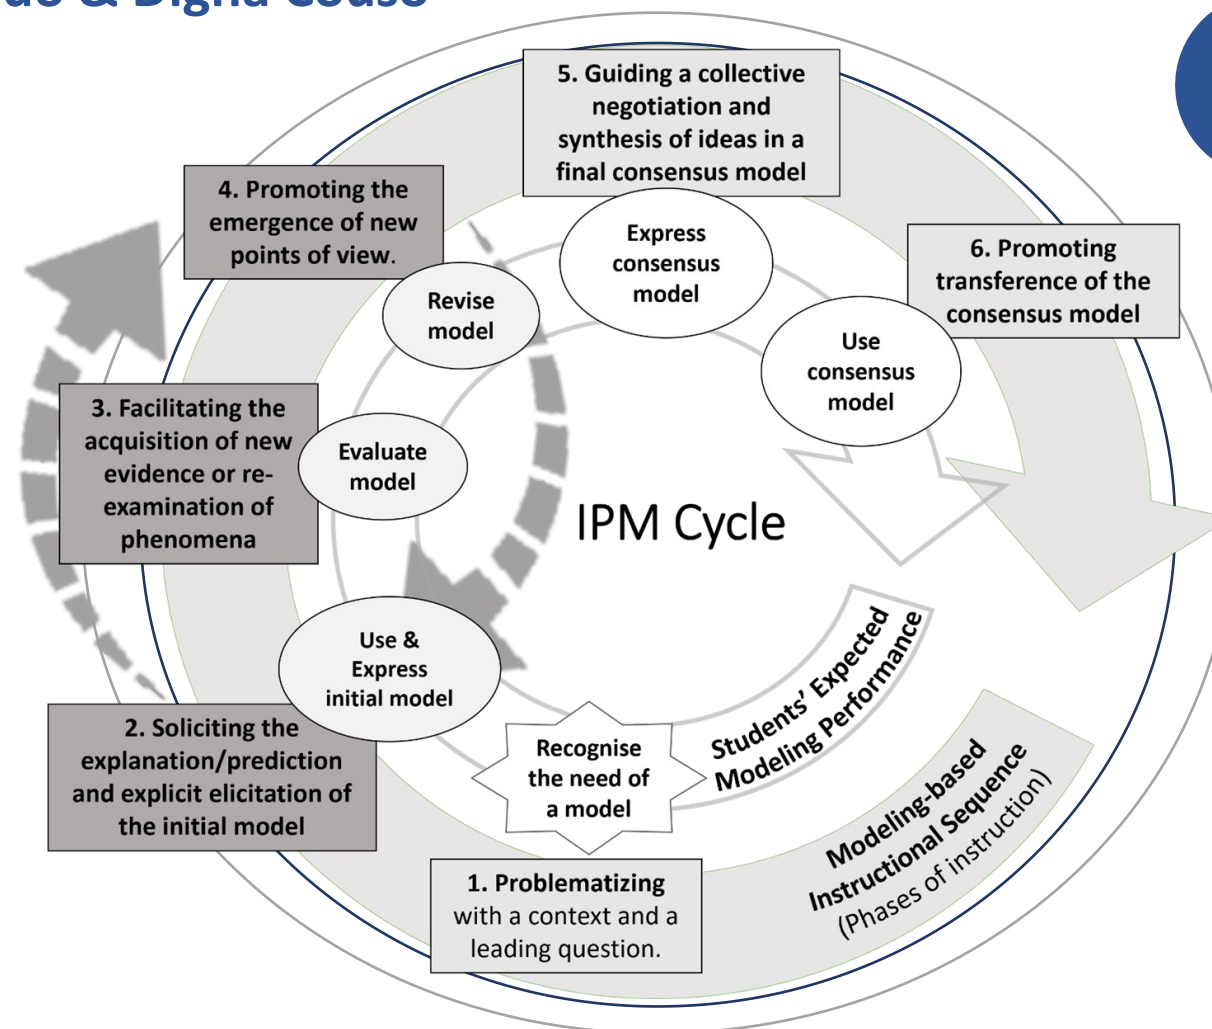 & Digna Couso
5. Guiding a collective
negotiation and
synthesis of ideas in a
final consensus model
4. Promoting the
emergence of new
points of view.
Express
consensus
model
6. Promoting
transference of the
consensus model
Revise
model
Use
consensus
model
3. Facilitating the
acquisition of new
evidence or re-
examination of
phenomena
Evaluate
model
IPM Cycle
Use &
Express
initial model
Students' Expected
Modeling Performance
2. Soliciting the
explanation/prediction
and explicit elicitation of
the initial model
Recognise
the need of
a model
Modeling-based
Instructional Sequence
(Phases of instruction)
1. Problematizing
with a context and a
leading question.